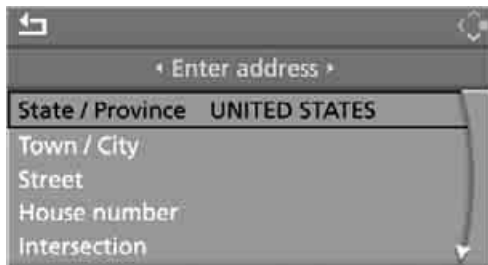 Enter address
State / Province UNITED STATES
Town / City
Street
House number
Intersection